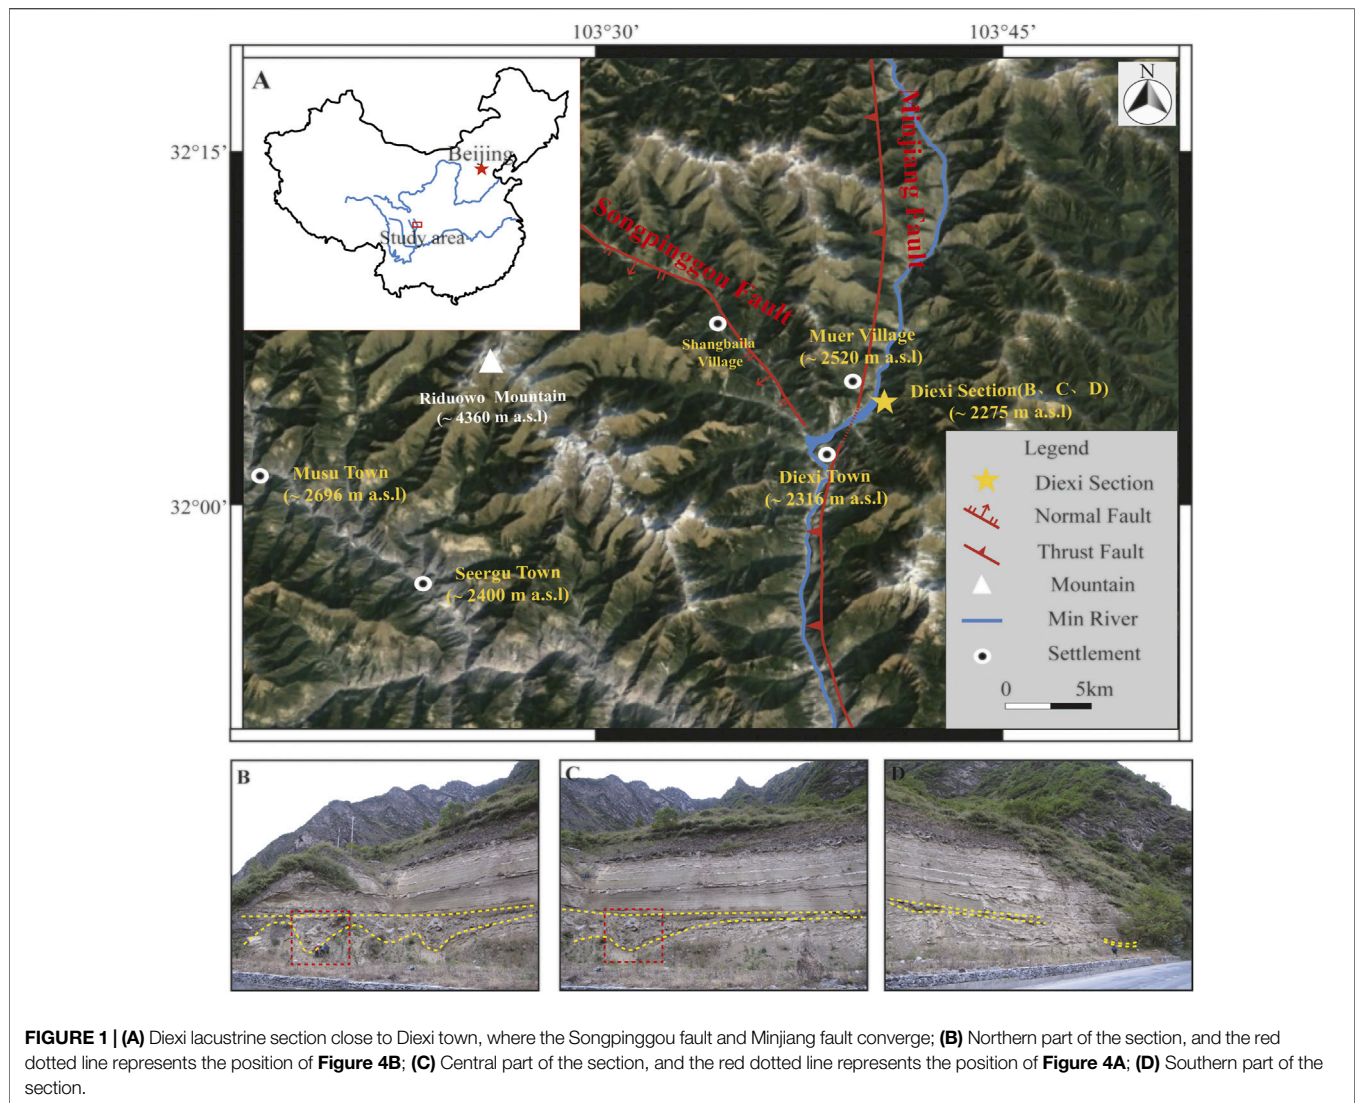 103°30'
103°45'
A
N
32°15'
Beijing
Study area
Minjiang Fault
Songpinggou Fault
Shangbaila
Village
Muer Village
(~ 2520 m a.s.l)
Riduowo Mountain
(~ 4360 m a.s.l)
Diexi Section(B、C、D)
(~ 2275 m a.s.l)
Musu Town
(~ 2696 m a.s.l)
Diexi Town
(~ 2316 m a.s.l)
32°00'
Seergu Town
(~ 2400 m a.s.l)
Legend
Diexi Section
Normal Fault
Thrust Fault
Mountain
Min River
Settlement
0
5km
B
C
D
FIGURE 1 | (A) Diexi lacustrine section close to Diexi town, where the Songpinggou fault and Minjiang fault converge; (B) Northern part of the section, and the red
dotted line represents the position of Figure 4B; (C) Central part of the section, and the red dotted line represents the position of Figure 4A; (D) Southern part of the
section.